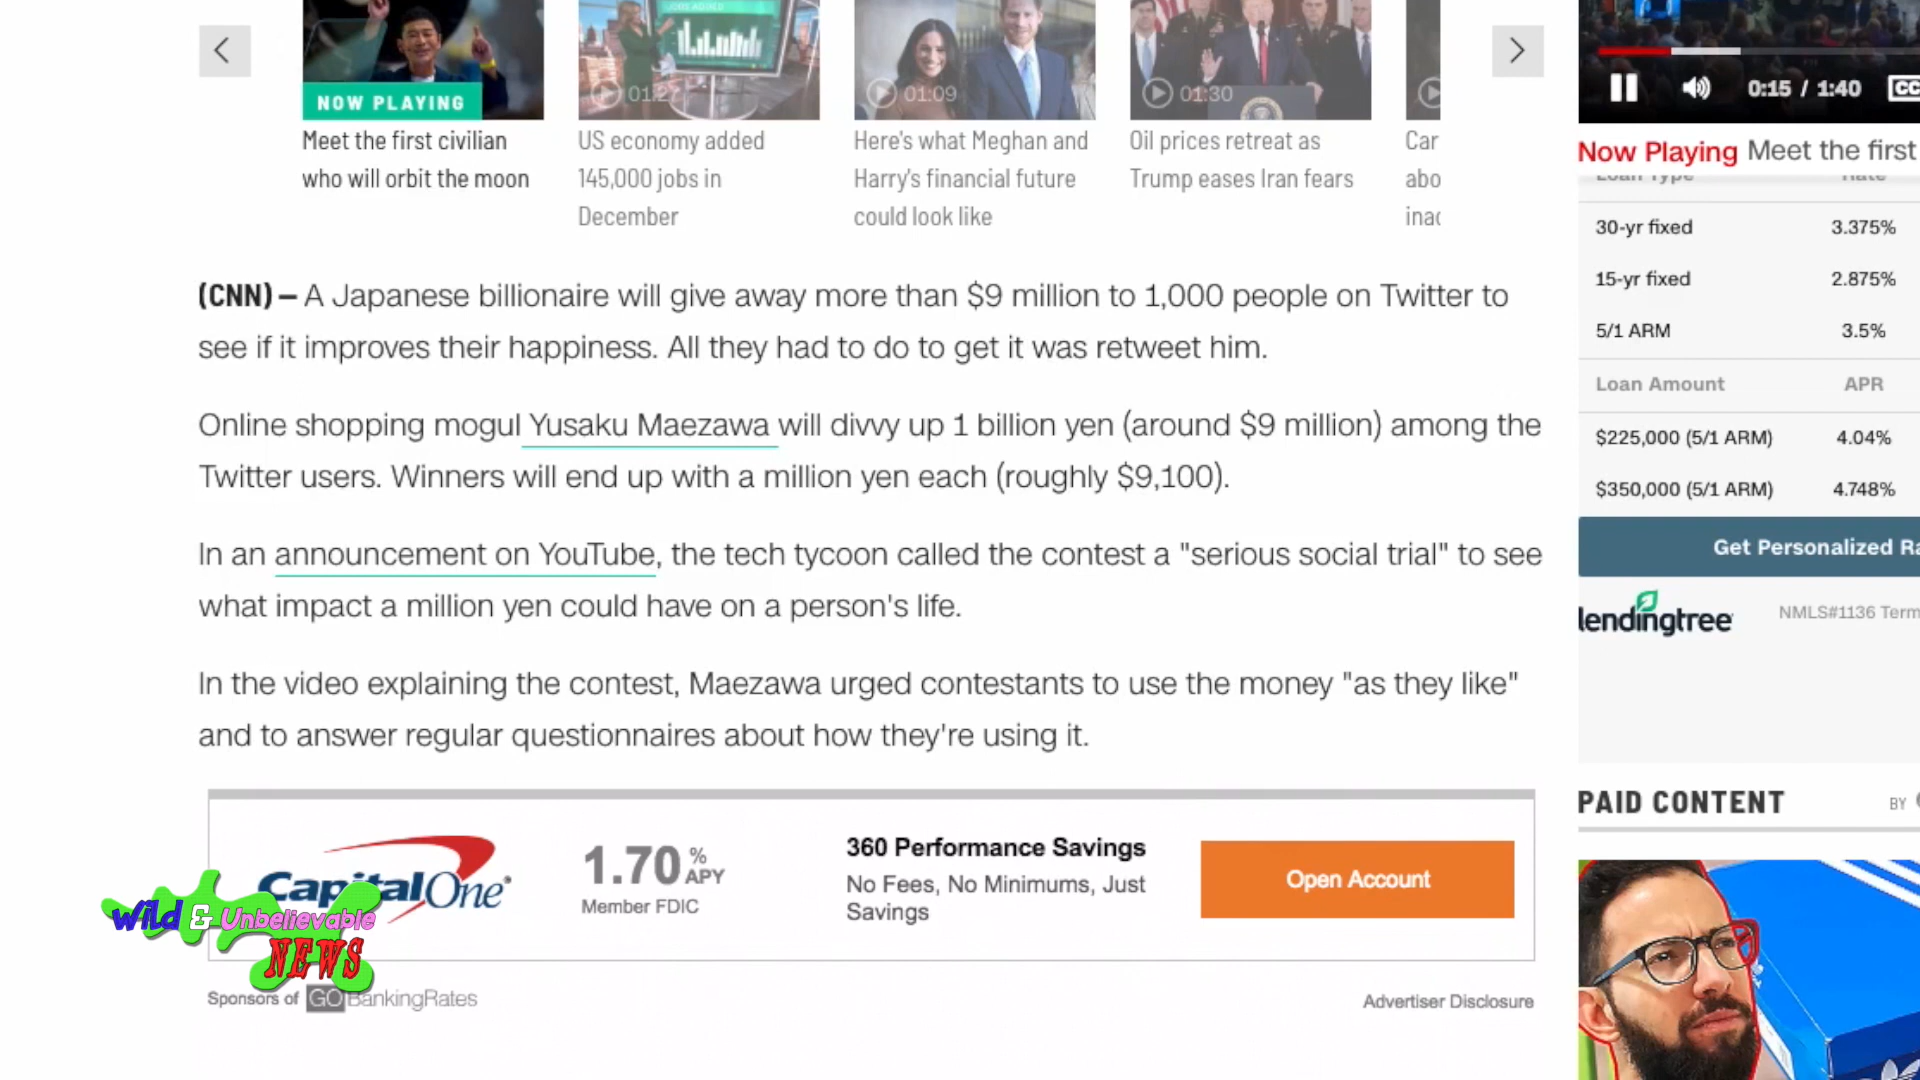 NOW PLAYING
01:27
01:09
01:30
Meet the first civilian
who will orbit the moon
US economy added
145,000 jobs in
December
Here's what Meghan and
Harry's financial future
could look like
Oil prices retreat as
Trump eases Iran fears
Car
abo
inac
0:15 / 1:40
CC
Now Playing Meet the first
Loan Type Rate
30-yr fixed 3.375%
15-yr fixed 2.875%
5/1 ARM 3.5%
Loan Amount APR
$225,000 (5/1 ARM) 4.04%
$350,000 (5/1 ARM) 4.748%
Get Personalized Ra
lendingtree NMLS#1136 Term
(CNN) — A Japanese billionaire will give away more than $9 million to 1,000 people on Twitter to
see if it improves their happiness. All they had to do to get it was retweet him.
Online shopping mogul Yusaku Maezawa will divvy up 1 billion yen (around $9 million) among the
Twitter users. Winners will end up with a million yen each (roughly $9,100).
In an announcement on YouTube, the tech tycoon called the contest a "serious social trial" to see
what impact a million yen could have on a person's life.
In the video explaining the contest, Maezawa urged contestants to use the money "as they like"
and to answer regular questionnaires about how they're using it.
PAID CONTENT BY
Capital One
1.70 % APY
Member FDIC
360 Performance Savings
No Fees, No Minimums, Just
Savings
Open Account
Wild & Unbelievable
NEWS
Sponsors of GOBankingRates
Advertiser Disclosure